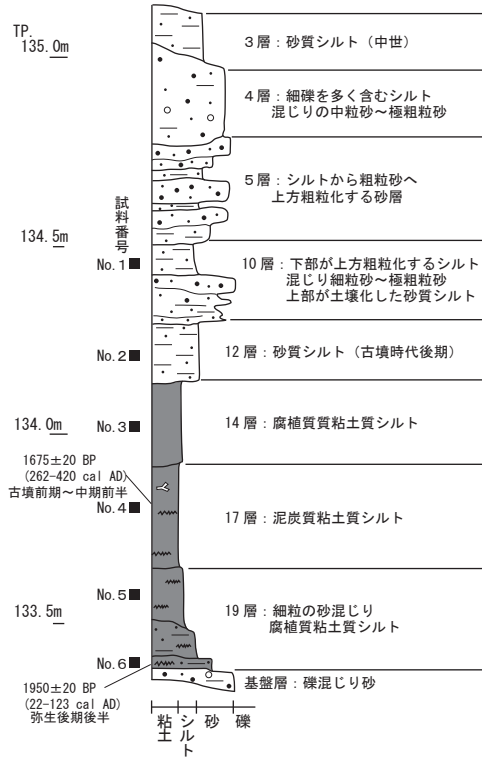 TP.
135.0m
3層：砂質シルト（中世）
4層：細礫を多く含むシルト
混じりの中粒砂～極粗粒砂
5層：シルトから粗粒砂へ
上方粗粒化する砂層
試料番号
134.5m
No.1
10層：下部が上方粗粒化するシルト
混じり細粒砂～極粗粒砂
上部が土壌化した砂質シルト
No.2
12層：砂質シルト（古墳時代後期）
134.0m
No.3
14層：腐植質質粘土質シルト
1675±20 BP
(262-420 cal AD)
古墳前期～中期前半
No.4
17層：泥炭質粘土質シルト
No.5
133.5m
19層：細粒の砂混じり
腐植質粘土質シルト
No.6
基盤層：礫混じり砂
1950±20 BP
(22-123 cal AD)
弥生後期後半
粘土
シルト
砂
礫